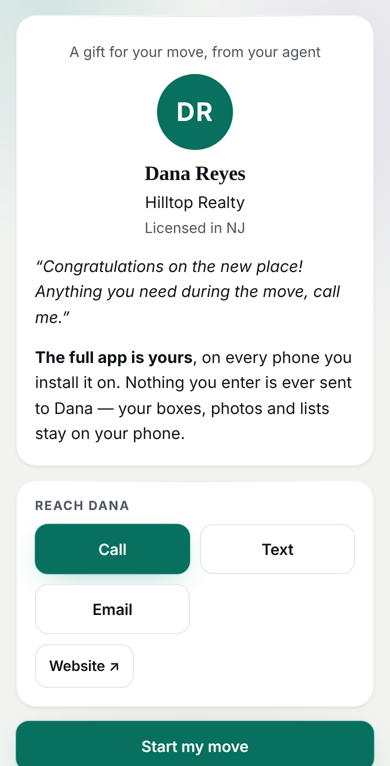 A gift for your move, from your agent
DR
Dana Reyes
Hilltop Realty
Licensed in NJ
“Congratulations on the new place!
Anything you need during the move, call
me.”
The full app is yours, on every phone you
install it on. Nothing you enter is ever sent
to Dana — your boxes, photos and lists
stay on your phone.
REACH DANA
Call
Text
Email
Website ↗
Start my move